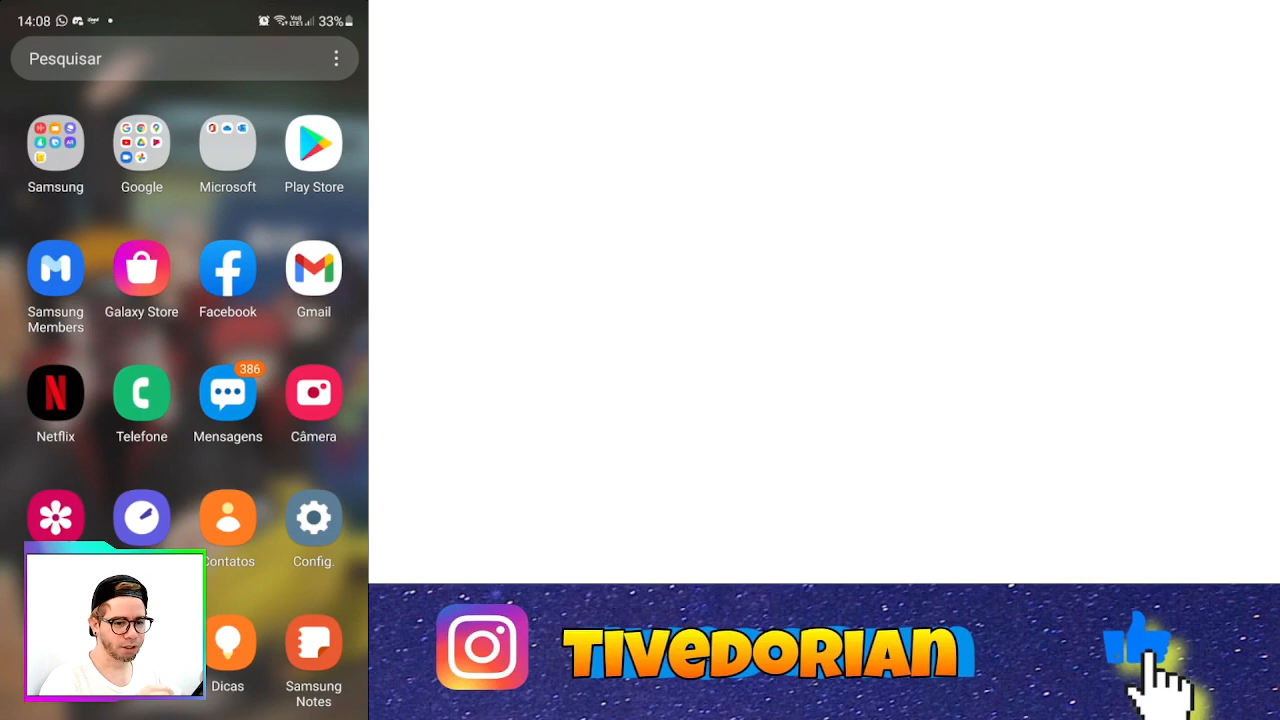 14:08
33%
Pesquisar
Samsung
Google
Microsoft
Play Store
Samsung
Members
Galaxy Store
Facebook
Gmail
386
Netflix
Telefone
Mensagens
Câmera
Contatos
Config.
Dicas
Samsung
Notes
TIVEDORIAN